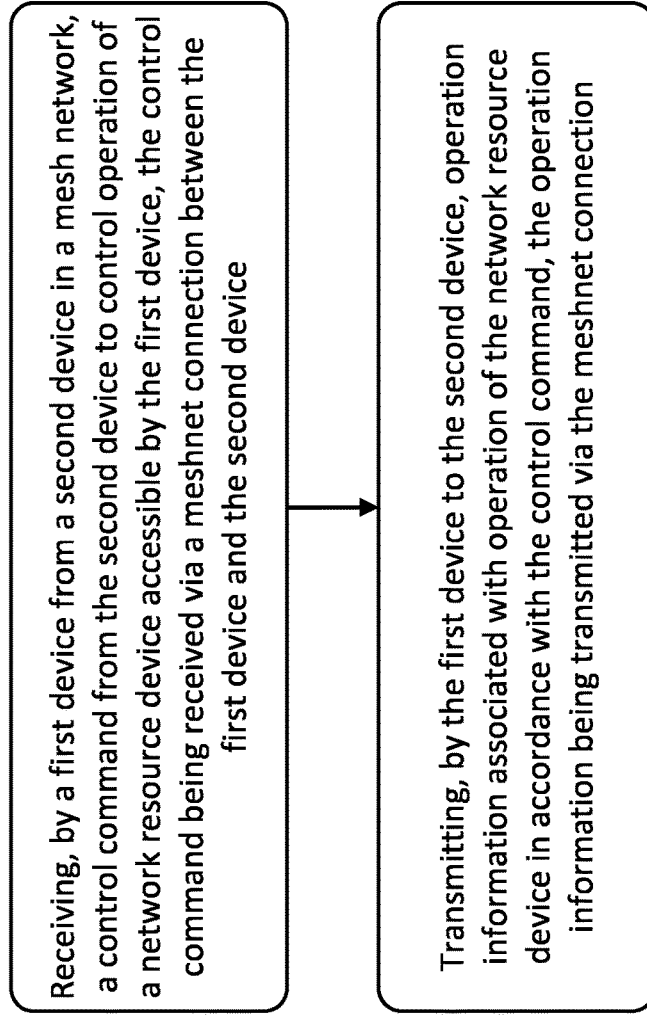 Receiving, by a first device from a second device in a mesh network,
a control command from the second device to control operation of
a network resource device accessible by the first device, the control
command being received via a meshnet connection between the
first device and the second device
Transmitting, by the first device to the second device, operation
information associated with operation of the network resource
device in accordance with the control command, the operation
information being transmitted via the meshnet connection